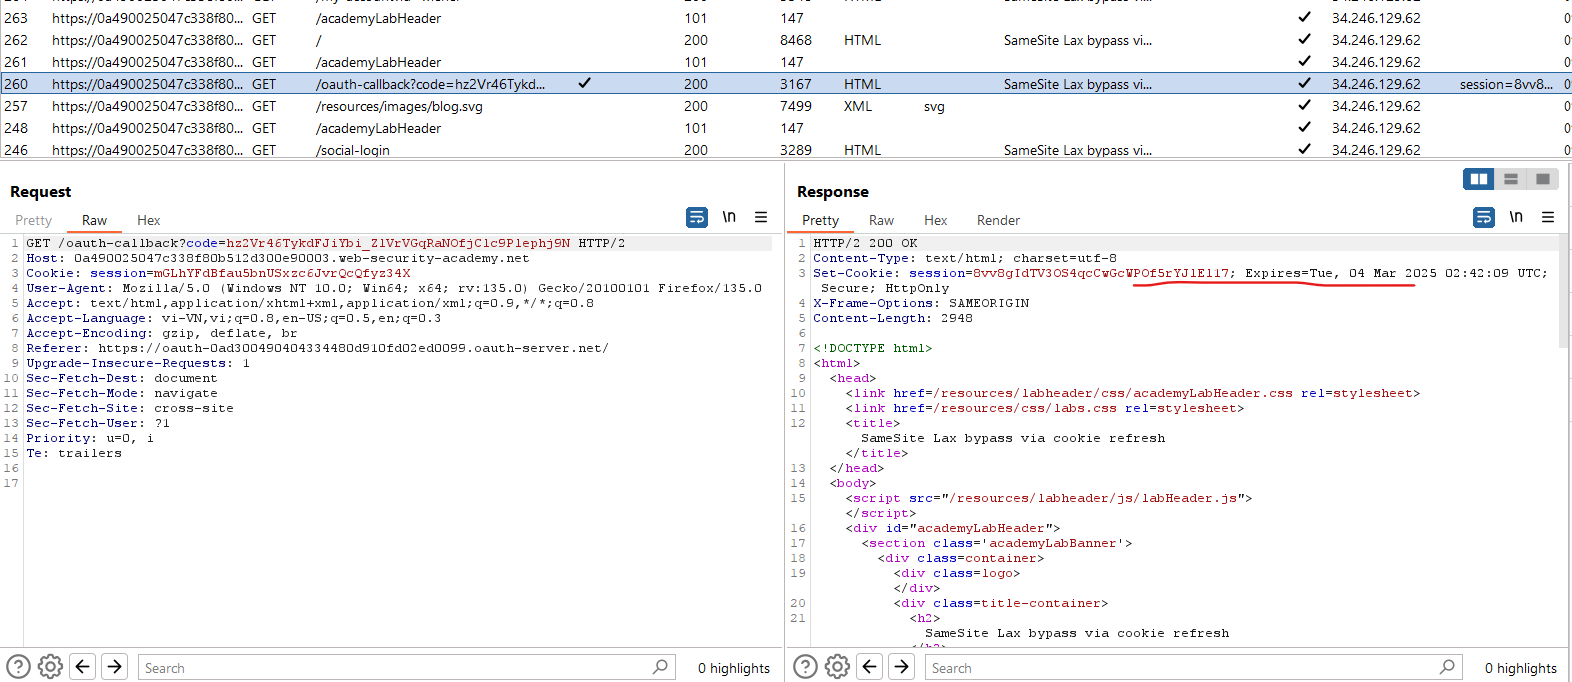 263 https://0a490025047c338f80... GET /academyLabHeader 101 147 ✓ 34.246.129.62
262 https://0a490025047c338f80... GET / 200 8468 HTML SameSite Lax bypass vi... ✓ 34.246.129.62
261 https://0a490025047c338f80... GET /academyLabHeader 101 147 ✓ 34.246.129.62
260 https://0a490025047c338f80... GET /oauth-callback?code=hz2Vr46Tykd... ✓ 200 3167 HTML SameSite Lax bypass vi... ✓ 34.246.129.62 session=8vv8...
257 https://0a490025047c338f80... GET /resources/images/blog.svg 200 7499 XML svg ✓ 34.246.129.62
248 https://0a490025047c338f80... GET /academyLabHeader 101 147 ✓ 34.246.129.62
246 https://0a490025047c338f80... GET /social-login 200 3289 HTML SameSite Lax bypass vi... ✓ 34.246.129.62
Request
Pretty Raw Hex \n
1 GET /oauth-callback?code=hz2Vr46TykdFJiYbi_ZlVrVGqRaNOfjClc9Plephj9N HTTP/2
2 Host: 0a490025047c338f80b512d300e90003.web-security-academy.net
3 Cookie: session=mGLhYFdBfau5bnUSxzc6JvrQcQfyz34X
4 User-Agent: Mozilla/5.0 (Windows NT 10.0; Win64; x64; rv:135.0) Gecko/20100101 Firefox/135.0
5 Accept: text/html,application/xhtml+xml,application/xml;q=0.9,*/*;q=0.8
6 Accept-Language: vi-VN,vi;q=0.8,en-US;q=0.5,en;q=0.3
7 Accept-Encoding: gzip, deflate, br
8 Referer: https://oauth-0ad300490404334480d910fd02ed0099.oauth-server.net/
9 Upgrade-Insecure-Requests: 1
10 Sec-Fetch-Dest: document
11 Sec-Fetch-Mode: navigate
12 Sec-Fetch-Site: cross-site
13 Sec-Fetch-User: ?1
14 Priority: u=0, i
15 Te: trailers
16
17
Search 0 highlights
Response
Pretty Raw Hex Render \n
1 HTTP/2 200 OK
2 Content-Type: text/html; charset=utf-8
3 Set-Cookie: session=8vv8gIdTV3OS4qcCwGcWPOf5rYJlEl17; Expires=Tue, 04 Mar 2025 02:42:09 UTC;
Secure; HttpOnly
4 X-Frame-Options: SAMEORIGIN
5 Content-Length: 2948
6
7 <!DOCTYPE html>
8 <html>
9 <head>
10 <link href=/resources/labheader/css/academyLabHeader.css rel=stylesheet>
11 <link href=/resources/css/labs.css rel=stylesheet>
12 <title>
SameSite Lax bypass via cookie refresh
</title>
13 </head>
14 <body>
15 <script src="/resources/labheader/js/labHeader.js">
</script>
16 <div id="academyLabHeader">
17 <section class='academyLabBanner'>
18 <div class=container>
19 <div class=logo>
</div>
20 <div class=title-container>
21 <h2>
SameSite Lax bypass via cookie refresh
Search 0 highlights